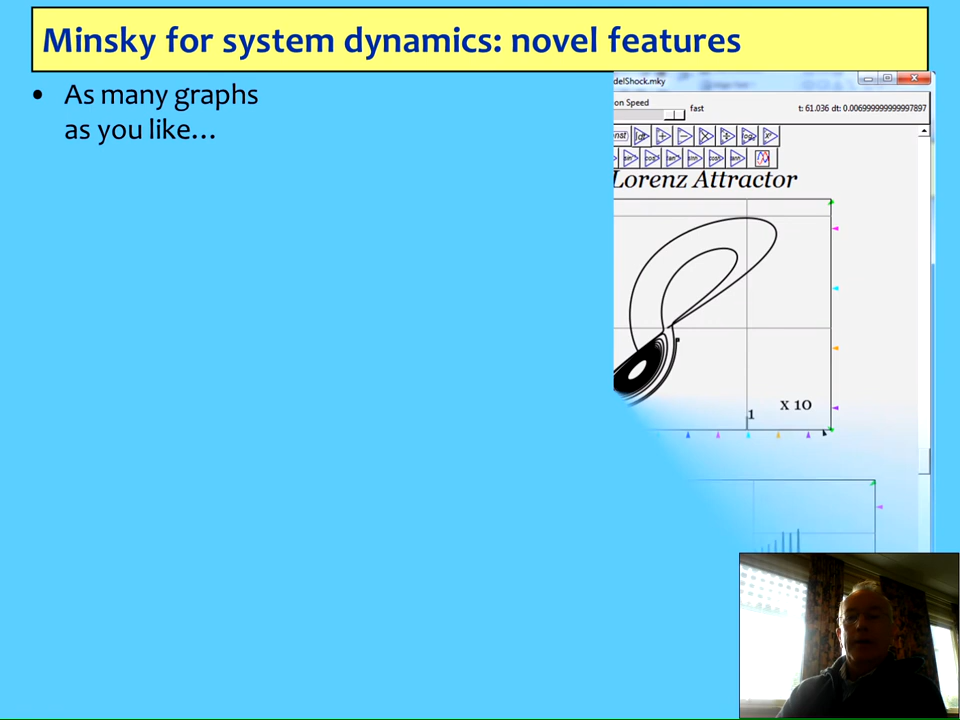 Minsky for system dynamics: novel features
• As many graphs
as you like…
delShock.mky
on Speed
fast
t: 61.036 dt: 0.006999999999997897
Lorenz Attractor
1
X 10